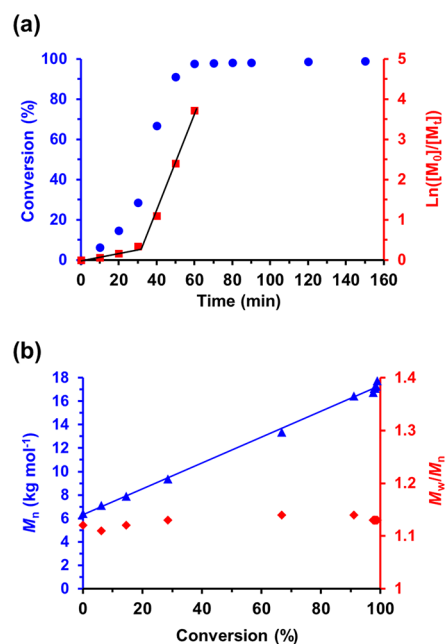 (a)
Conversion (%)
100
80
60
40
20
0
5
4
3
2
1
0
Ln([M₀]/[Mₜ])
0 20 40 60 80 100 120 140 160
Time (min)
(b)
Mn (kg mol⁻¹)
18
16
14
12
10
8
6
4
2
0
1.4
1.3
1.2
1.1
1
Mw/Mn
0 20 40 60 80 100
Conversion (%)